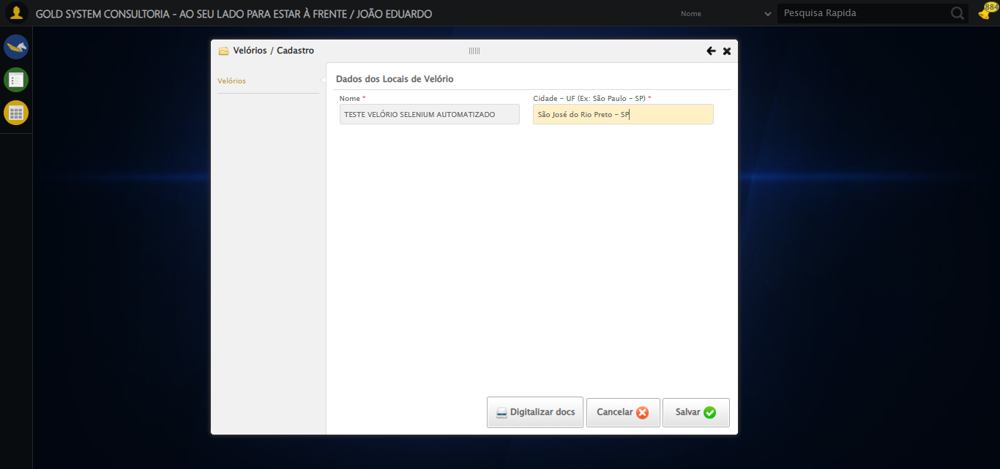 GOLD SYSTEM CONSULTORIA - AO SEU LADO PARA ESTAR À FRENTE / JOÃO EDUARDO
Nome
Pesquisa Rapida
884
Velórios / Cadastro
Velórios
Dados dos Locais de Velório
Nome *
Cidade - UF (Ex: São Paulo - SP) *
TESTE VELÓRIO SELENIUM AUTOMATIZADO
São José do Rio Preto - SP
Digitalizar docs
Cancelar
Salvar